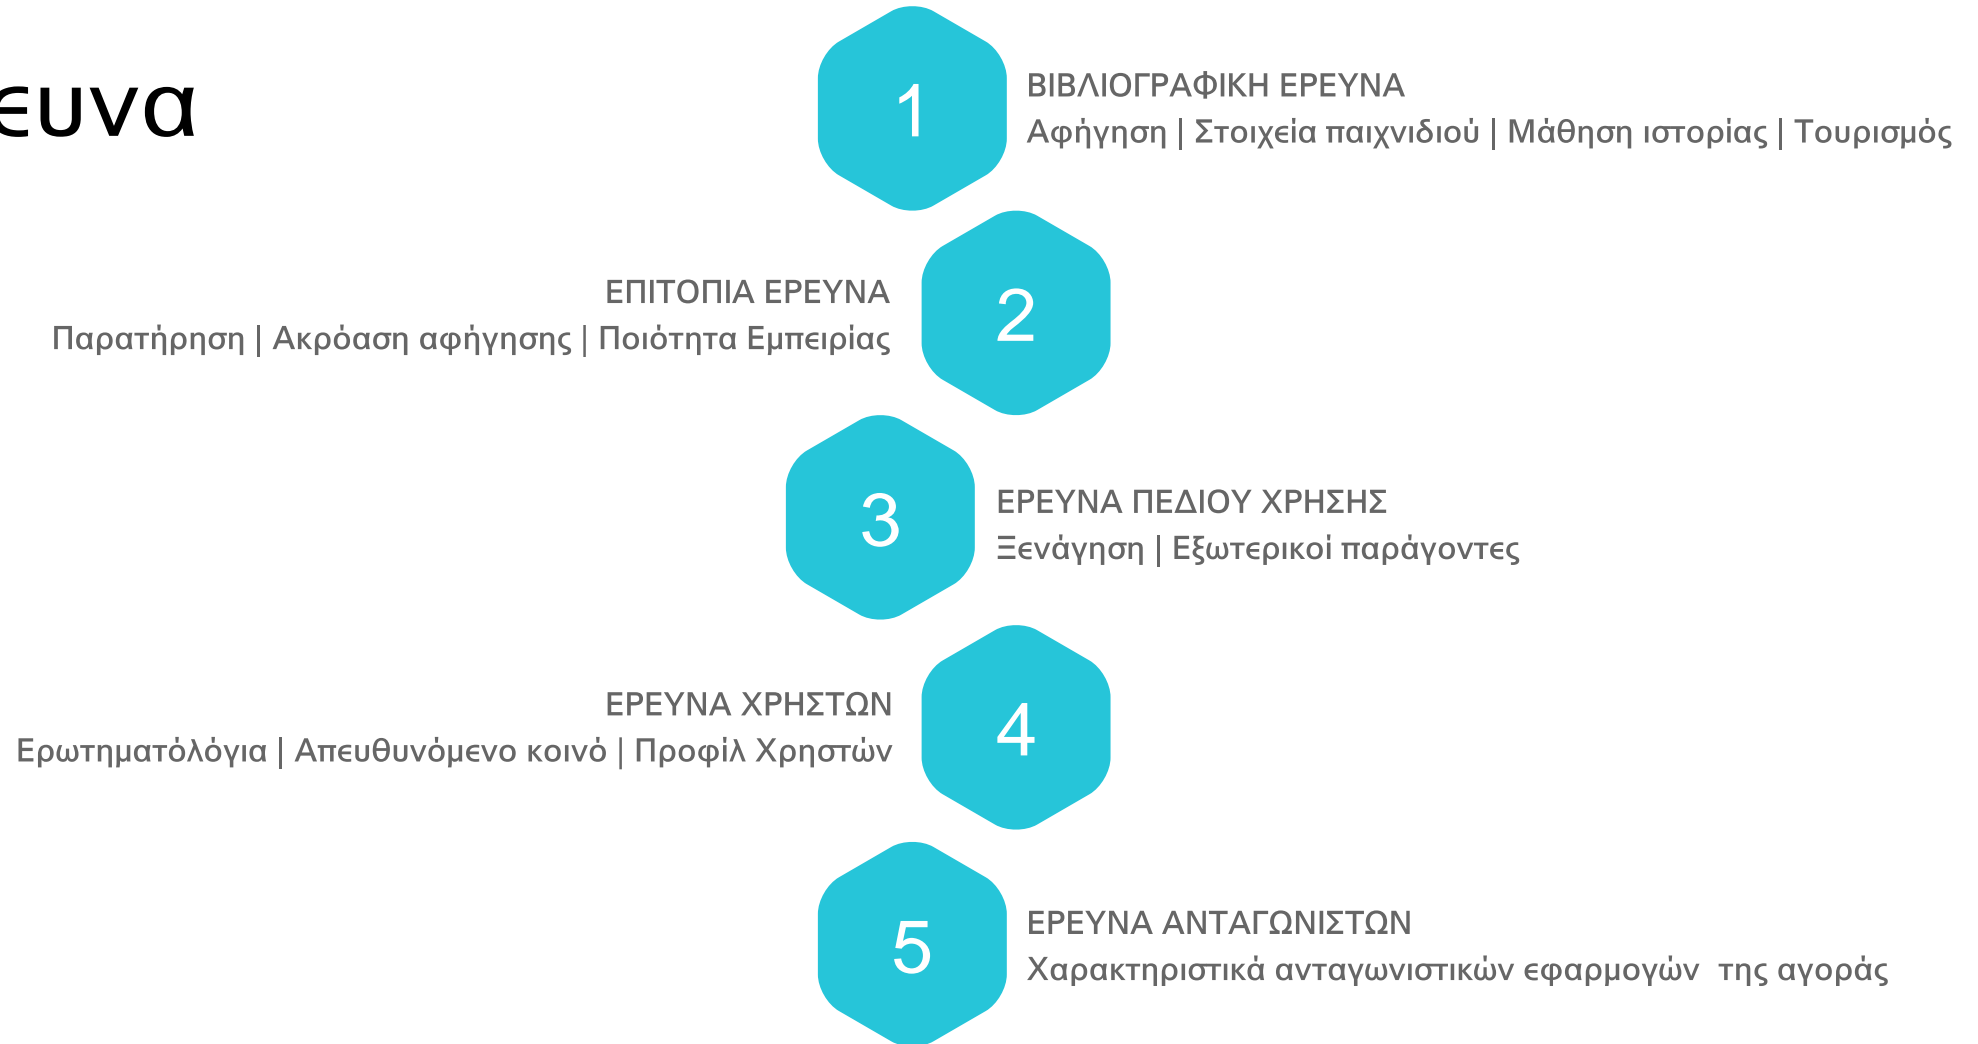 ευνα
1
ΒΙΒΛΙΟΓΡΑΦΙΚΗ ΕΡΕΥΝΑ
Αφήγηση | Στοιχεία παιχνιδιού | Μάθηση ιστορίας | Τουρισμός
2
ΕΠΙΤΟΠΙΑ ΕΡΕΥΝΑ
Παρατήρηση | Ακρόαση αφήγησης | Ποιότητα Εμπειρίας
3
ΕΡΕΥΝΑ ΠΕΔΙΟΥ ΧΡΗΣΗΣ
Ξενάγηση | Εξωτερικοί παράγοντες
4
ΕΡΕΥΝΑ ΧΡΗΣΤΩΝ
Ερωτηματόλόγια | Απευθυνόμενο κοινό | Προφίλ Χρηστών
5
ΕΡΕΥΝΑ ΑΝΤΑΓΩΝΙΣΤΩΝ
Χαρακτηριστικά ανταγωνιστικών εφαρμογών  της αγοράς